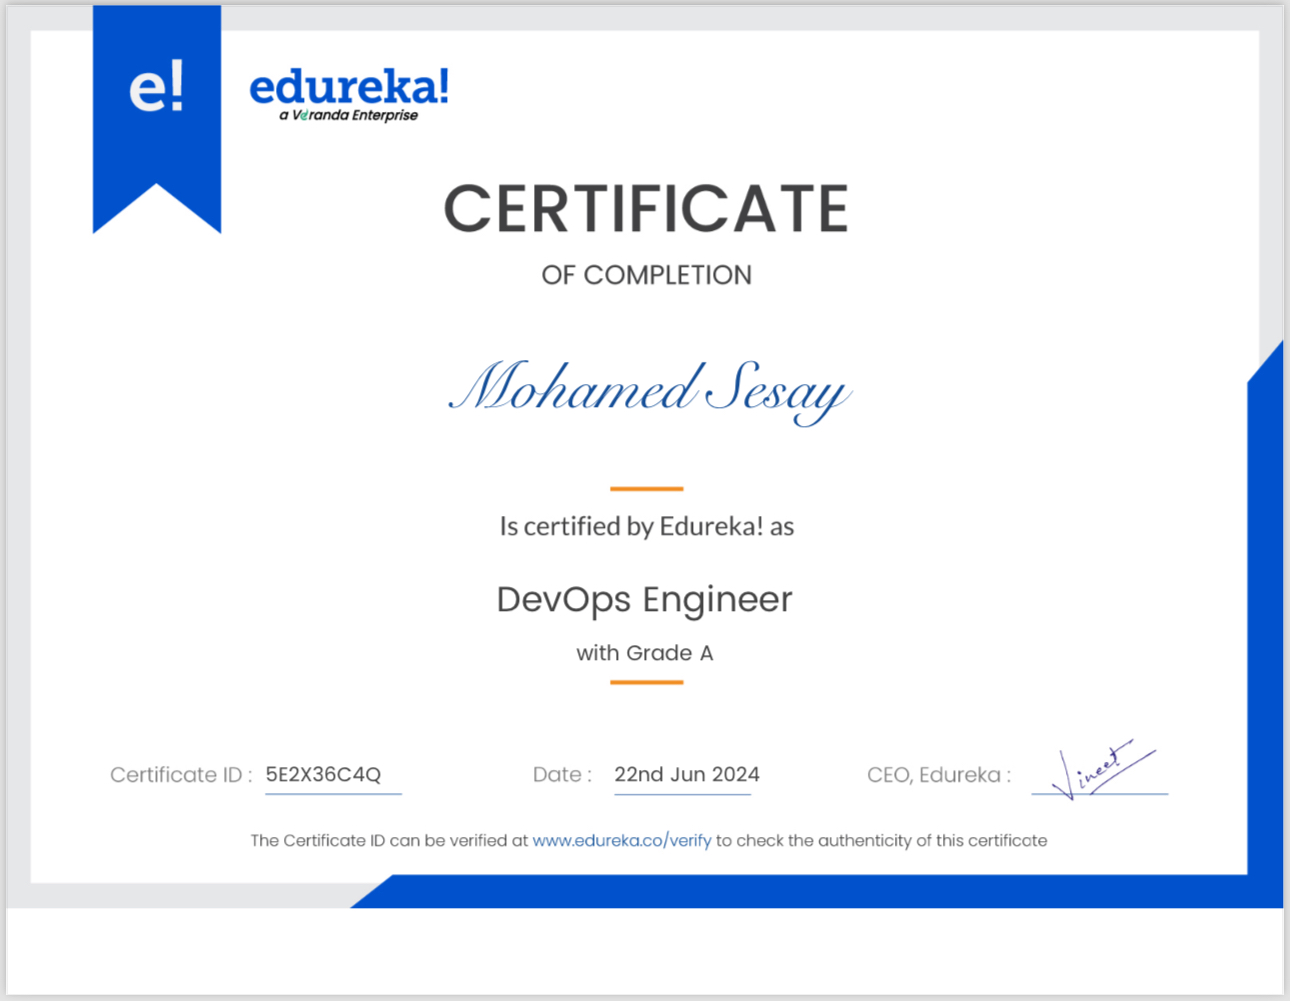 e!
edureka!
a Veranda Enterprise
CERTIFICATE
OF COMPLETION
Mohamed Sesay
Is certified by Edureka! as
DevOps Engineer
with Grade A
Certificate ID : 5E2X36C4Q
Date : 22nd Jun 2024
CEO, Edureka : Vineet
The Certificate ID can be verified at www.edureka.co/verify to check the authenticity of this certificate